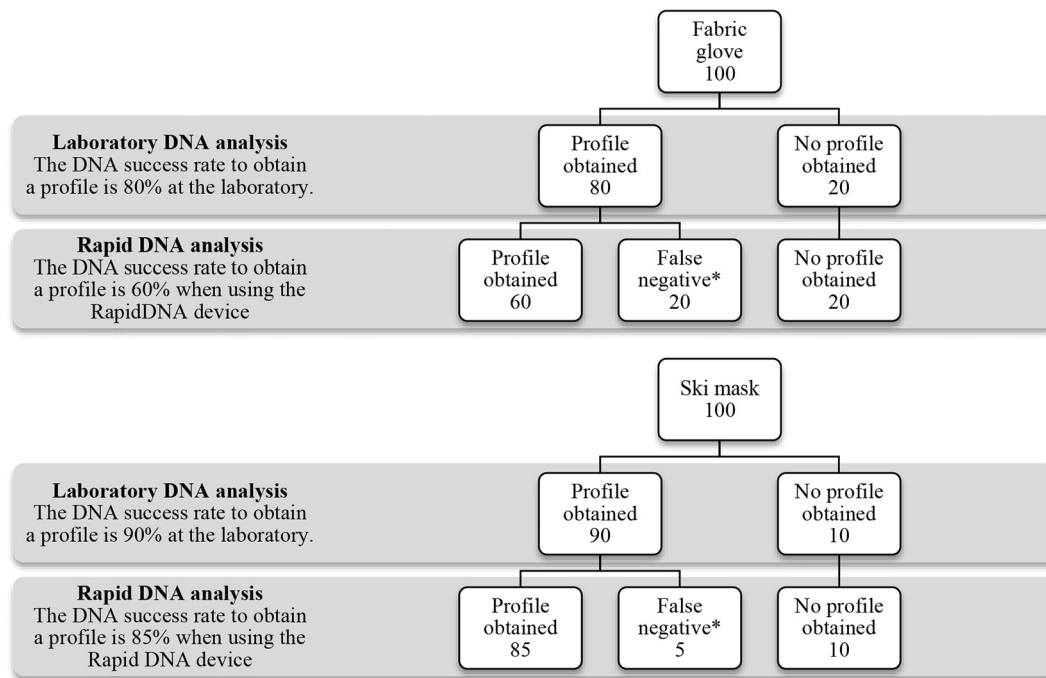 Fabric
glove
100
Laboratory DNA analysis
The DNA success rate to obtain
a profile is 80% at the laboratory.
Profile
obtained
80
No profile
obtained
20
Rapid DNA analysis
The DNA success rate to obtain
a profile is 60% when using the
RapidDNA device
Profile
obtained
60
False
negative*
20
No profile
obtained
20
Ski mask
100
Laboratory DNA analysis
The DNA success rate to obtain
a profile is 90% at the laboratory.
Profile
obtained
90
No profile
obtained
10
Rapid DNA analysis
The DNA success rate to obtain
a profile is 85% when using the
Rapid DNA device
Profile
obtained
85
False
negative*
5
No profile
obtained
10